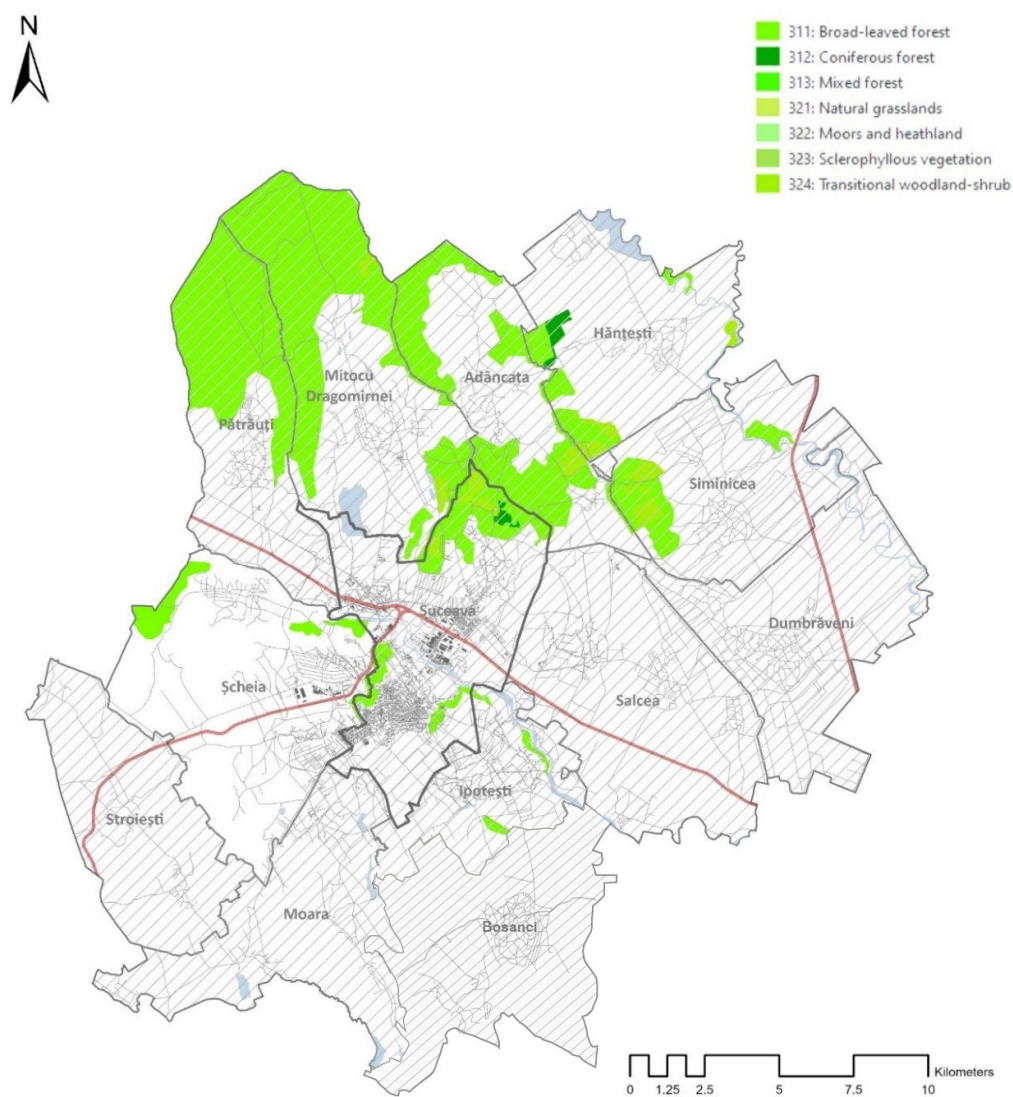 N
311: Broad-leaved forest
312: Coniferous forest
313: Mixed forest
321: Natural grasslands
322: Moors and heathland
323: Sclerophyllous vegetation
324: Transitional woodland-shrub
Hănțești
Mitocu
Dragomirnei
Adâncata
Pătrăuți
Siminicea
Suceava
Dumbrăveni
Șcheia
Salcea
Ipotești
Stroiești
Moara
Bosanci
Kilometers
0 1.25 2.5 5 7.5 10